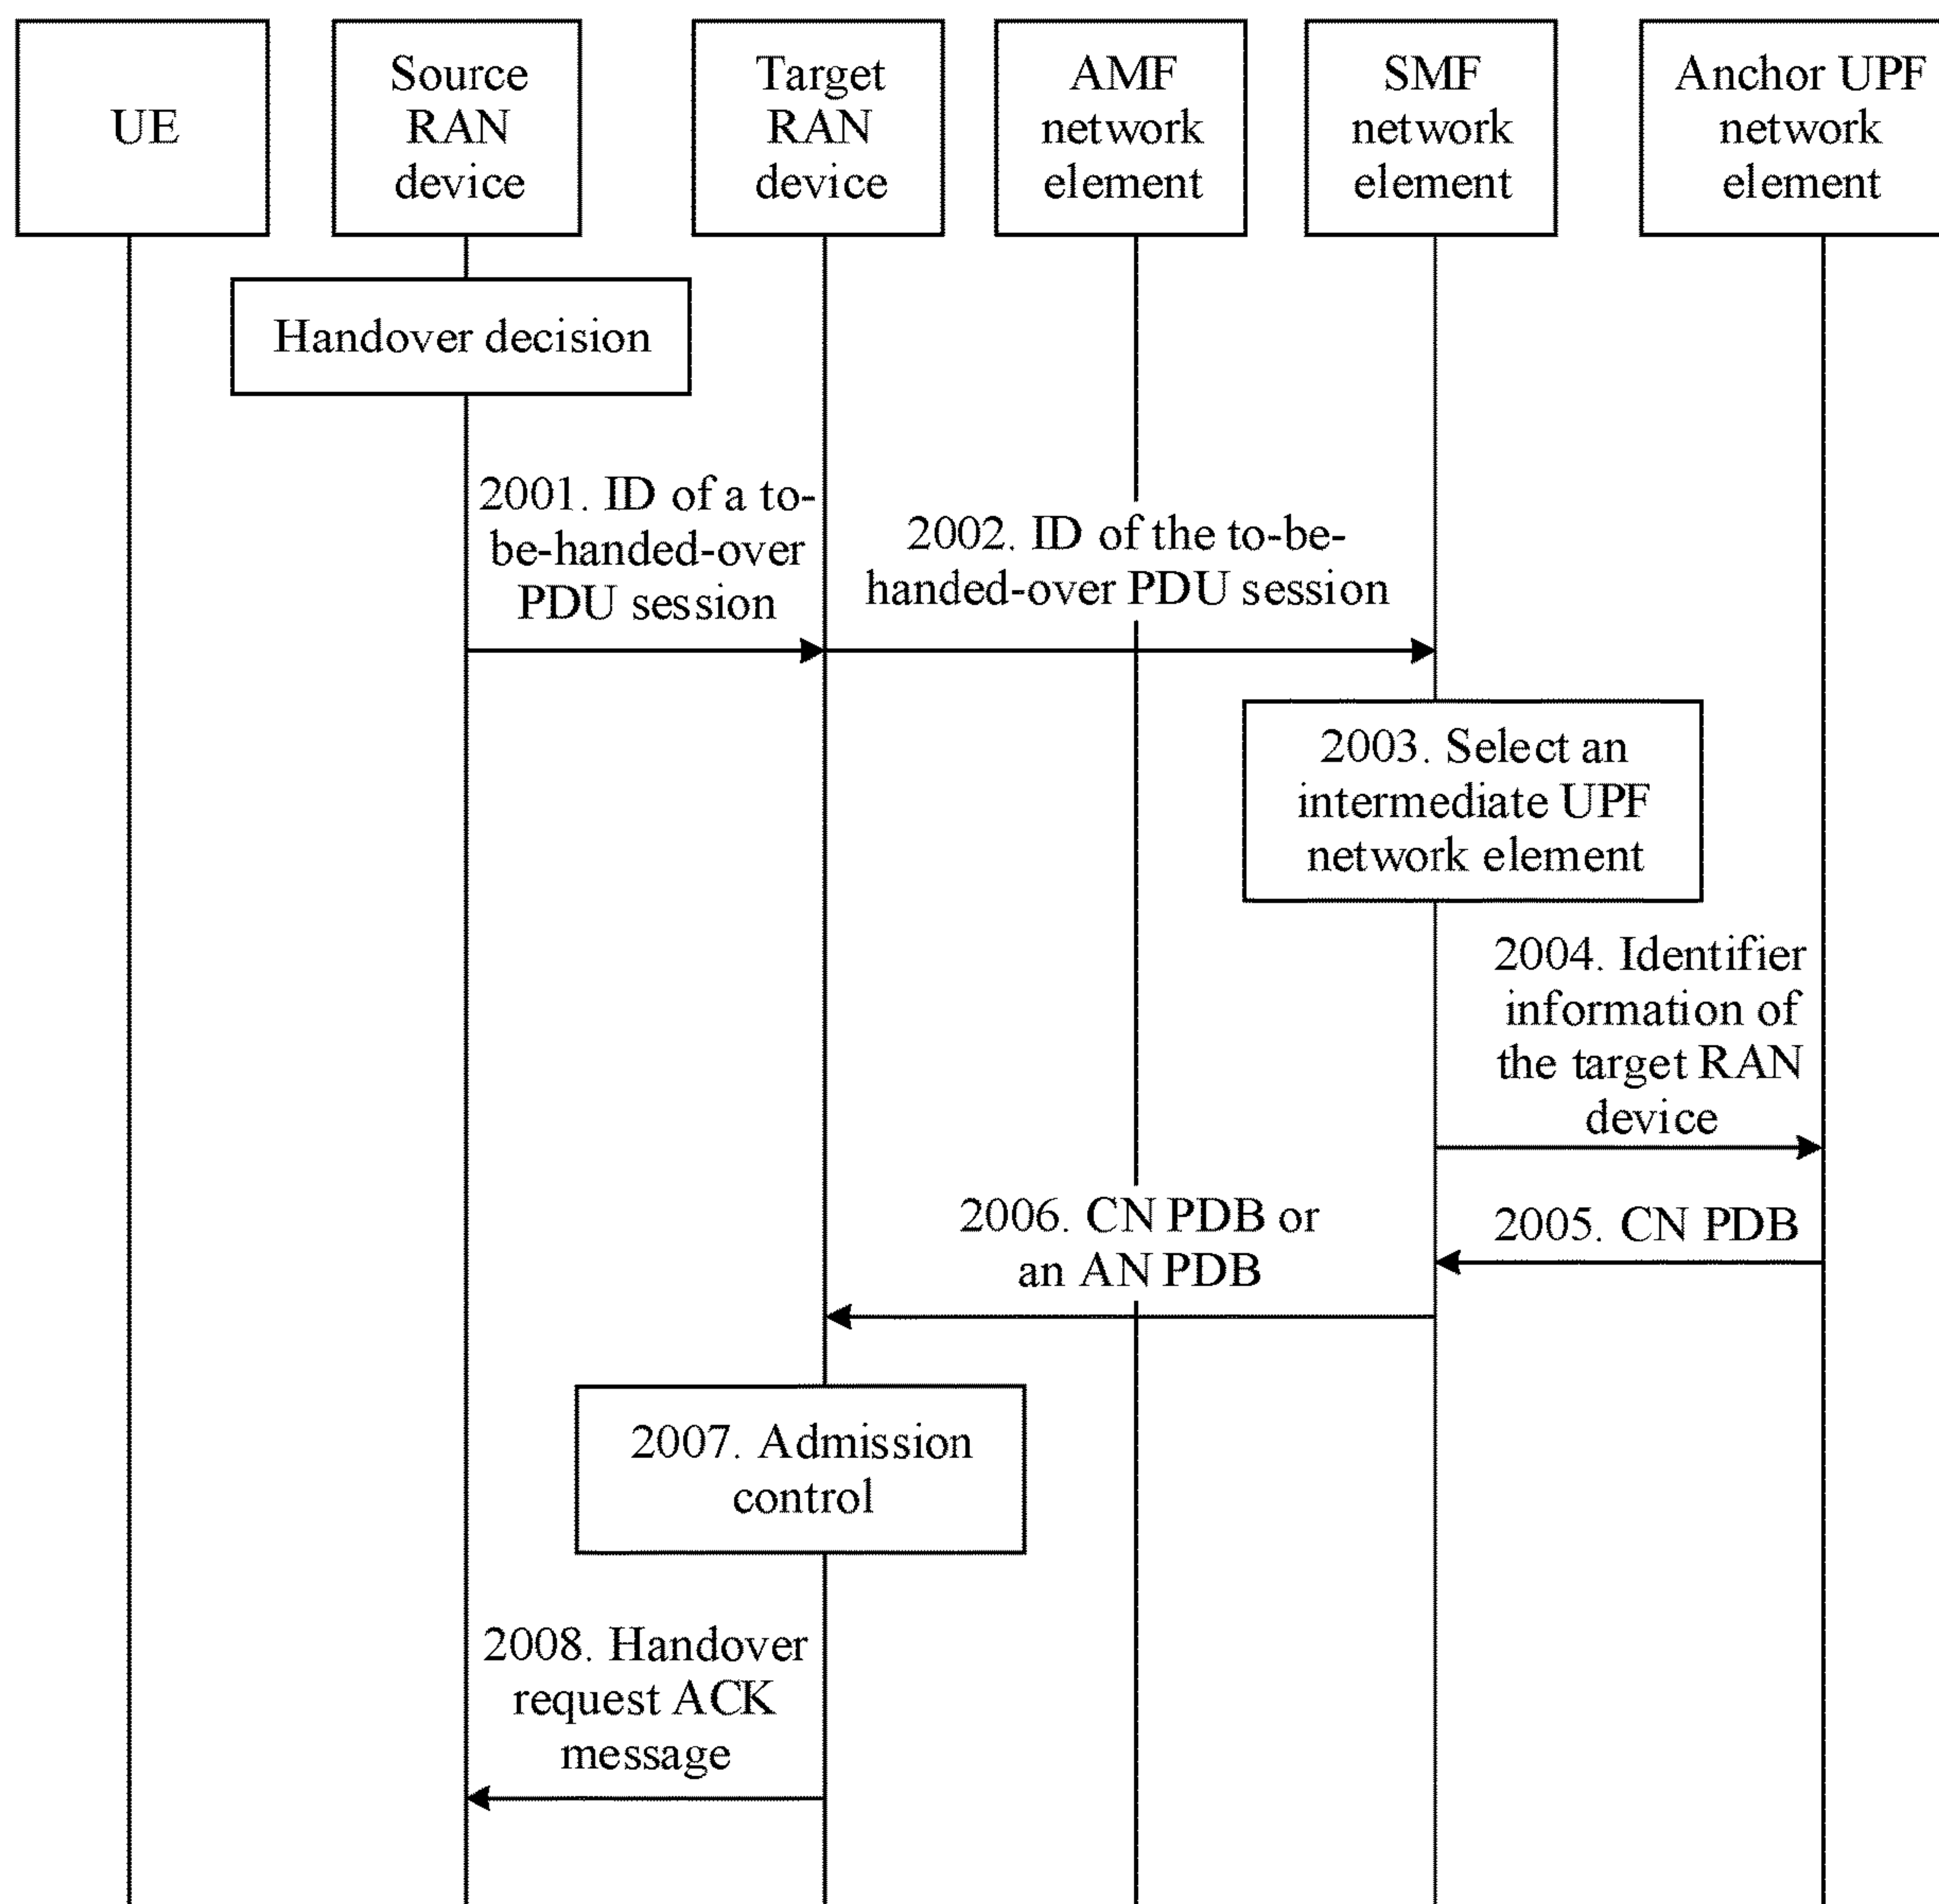 UE
Source
RAN
device
Target
RAN
device
AMF
network
element
SMF
network
element
Anchor UPF
network
element
Handover decision
2001. ID of a to-
be-handed-over
PDU session
2002. ID of the to-be-
handed-over PDU session
2003. Select an
intermediate UPF
network element
2004. Identifier
information of
the target RAN
device
2005. CN PDB
2006. CN PDB or
an AN PDB
2007. Admission
control
2008. Handover
request ACK
message